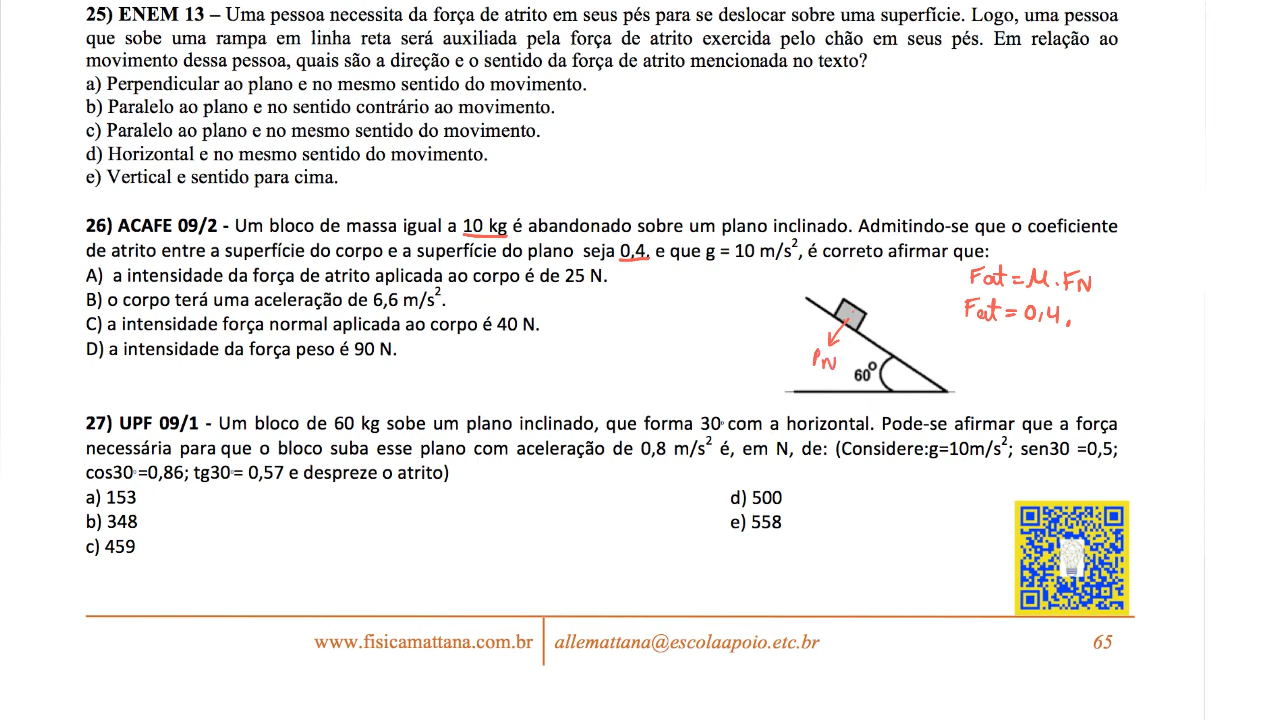 25) ENEM 13 – Uma pessoa necessita da força de atrito em seus pés para se deslocar sobre uma superfície. Logo, uma pessoa
que sobe uma rampa em linha reta será auxiliada pela força de atrito exercida pelo chão em seus pés. Em relação ao
movimento dessa pessoa, quais são a direção e o sentido da força de atrito mencionada no texto?
a) Perpendicular ao plano e no mesmo sentido do movimento.
b) Paralelo ao plano e no sentido contrário ao movimento.
c) Paralelo ao plano e no mesmo sentido do movimento.
d) Horizontal e no mesmo sentido do movimento.
e) Vertical e sentido para cima.
26) ACAFE 09/2 - Um bloco de massa igual a 10 kg é abandonado sobre um plano inclinado. Admitindo-se que o coeficiente
de atrito entre a superfície do corpo e a superfície do plano seja 0,4, e que g = 10 m/s², é correto afirmar que:
A) a intensidade da força de atrito aplicada ao corpo é de 25 N.
B) o corpo terá uma aceleração de 6,6 m/s².
C) a intensidade força normal aplicada ao corpo é 40 N.
D) a intensidade da força peso é 90 N.
Fat = μ . FN
Fat = 0,4 .
PN
60°
27) UPF 09/1 - Um bloco de 60 kg sobe um plano inclinado, que forma 30° com a horizontal. Pode-se afirmar que a força
necessária para que o bloco suba esse plano com aceleração de 0,8 m/s² é, em N, de: (Considere:g=10m/s²; sen30 =0,5;
cos30°=0,86; tg30°= 0,57 e despreze o atrito)
a) 153
b) 348
c) 459
d) 500
e) 558
www.fisicamattana.com.br
allemattana@escolaapoio.etc.br
65